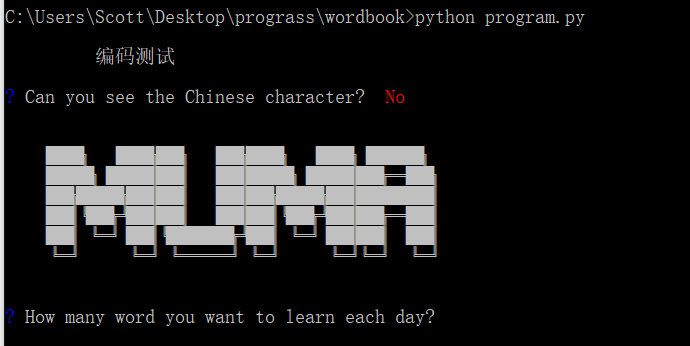 C:\Users\Scott\Desktop\prograss\wordbook>python program.py
编码测试
? Can you see the Chinese character? No
MUMA
? How many word you want to learn each day?